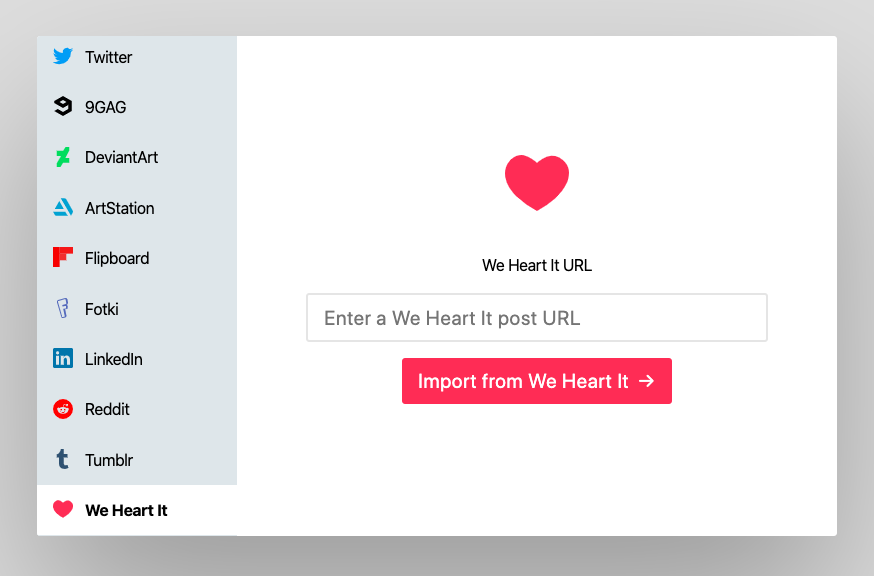 Twitter
9GAG
DeviantArt
ArtStation
Flipboard
Fotki
LinkedIn
Reddit
Tumblr
We Heart It
We Heart It URL
Enter a We Heart It post URL
Import from We Heart It →